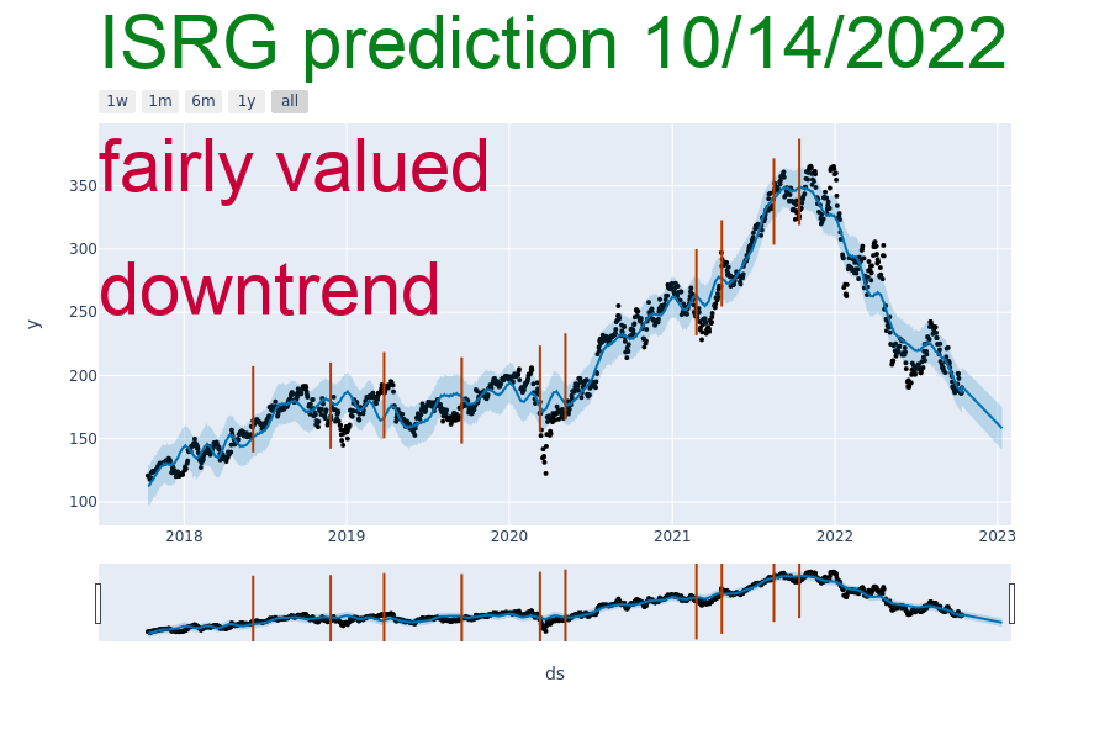 ISRG prediction 10/14/2022
1w 1m 6m 1y all
fairly valued
downtrend
350
300
250
200
150
100
y
2018 2019 2020 2021 2022 2023
ds